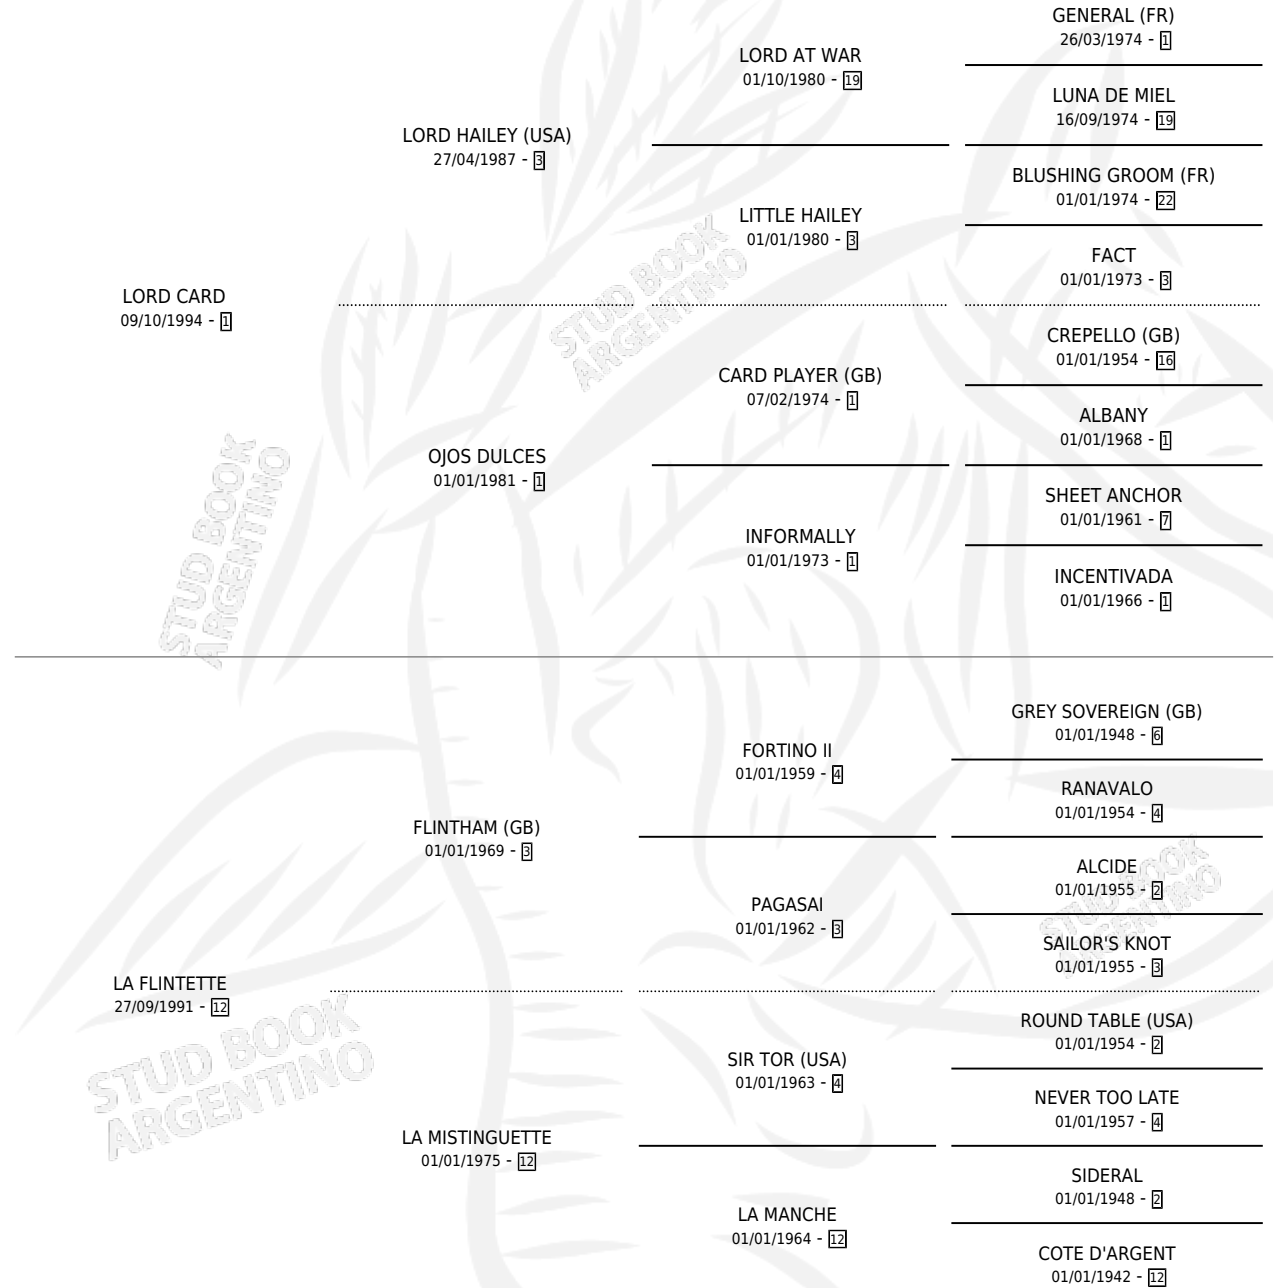 GENERAL (FR)
26/03/1974 - 1
LORD AT WAR
01/10/1980 - 19
LUNA DE MIEL
16/09/1974 - 19
LORD HAILEY (USA)
27/04/1987 - 3
BLUSHING GROOM (FR)
01/01/1974 - 22
LITTLE HAILEY
01/01/1980 - 3
FACT
01/01/1973 - 3
LORD CARD
09/10/1994 - 1
CREPELLO (GB)
01/01/1954 - 16
CARD PLAYER (GB)
07/02/1974 - 1
ALBANY
01/01/1968 - 1
OJOS DULCES
01/01/1981 - 1
SHEET ANCHOR
01/01/1961 - 7
INFORMALLY
01/01/1973 - 1
INCENTIVADA
01/01/1966 - 1
GREY SOVEREIGN (GB)
01/01/1948 - 6
FORTINO II
01/01/1959 - 4
RANAVALO
01/01/1954 - 4
FLINTHAM (GB)
01/01/1969 - 3
ALCIDE
01/01/1955 - 2
PAGASAI
01/01/1962 - 3
SAILOR'S KNOT
01/01/1955 - 3
LA FLINTETTE
27/09/1991 - 12
ROUND TABLE (USA)
01/01/1954 - 2
SIR TOR (USA)
01/01/1963 - 4
NEVER TOO LATE
01/01/1957 - 4
LA MISTINGUETTE
01/01/1975 - 12
SIDERAL
01/01/1948 - 2
LA MANCHE
01/01/1964 - 12
COTE D'ARGENT
01/01/1942 - 12
STUD BOOK
ARGENTINO
STUD BOOK
ARGENTINO
STUD BOOK
ARGENTINO
STUD BOOK
ARGENTINO